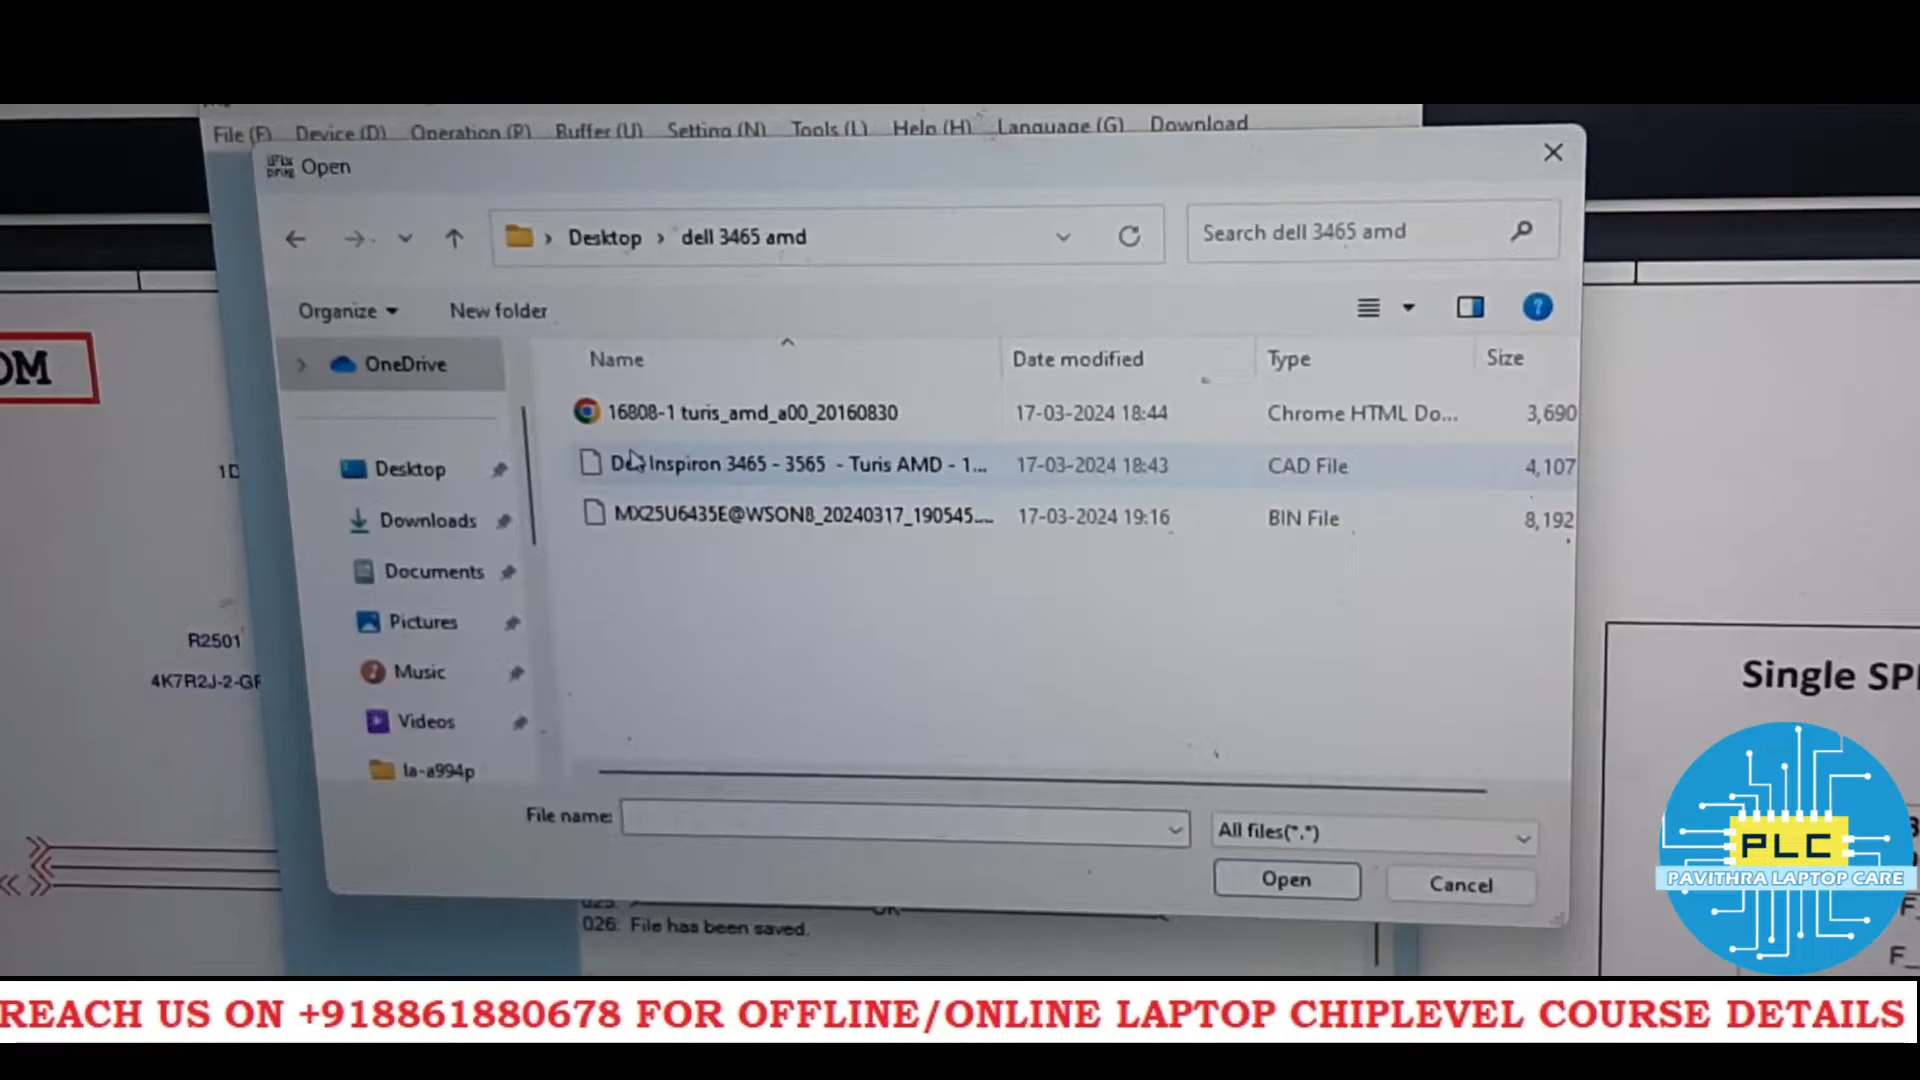 File (F) Device (D) Operation (P) Buffer (U) Setting (N) Tools (L) Help (H) Language (G) Download
Open
Desktop › dell 3465 amd
Search dell 3465 amd
Organize
New folder
OM
OneDrive
Name
Date modified
Type
Size
16808-1 turis_amd_a00_20160830
17-03-2024 18:44
Chrome HTML Do...
3,690
Inspiron 3465 - 3565 - Turis AMD - 1...
17-03-2024 18:43
CAD File
4,107
MX25U6435E@WSON8_20240317_190545....
17-03-2024 19:16
BIN File
8,192
1D
Desktop
Downloads
Documents
Pictures
Music
Videos
la-a994p
R2501
4K7R2J-2-GF
Single SPI
File name:
All files(*.*)
Open
Cancel
026: File has been saved.
PLC
PAVITHRA LAPTOP CARE
REACH US ON +918861880678 FOR OFFLINE/ONLINE LAPTOP CHIPLEVEL COURSE DETAILS